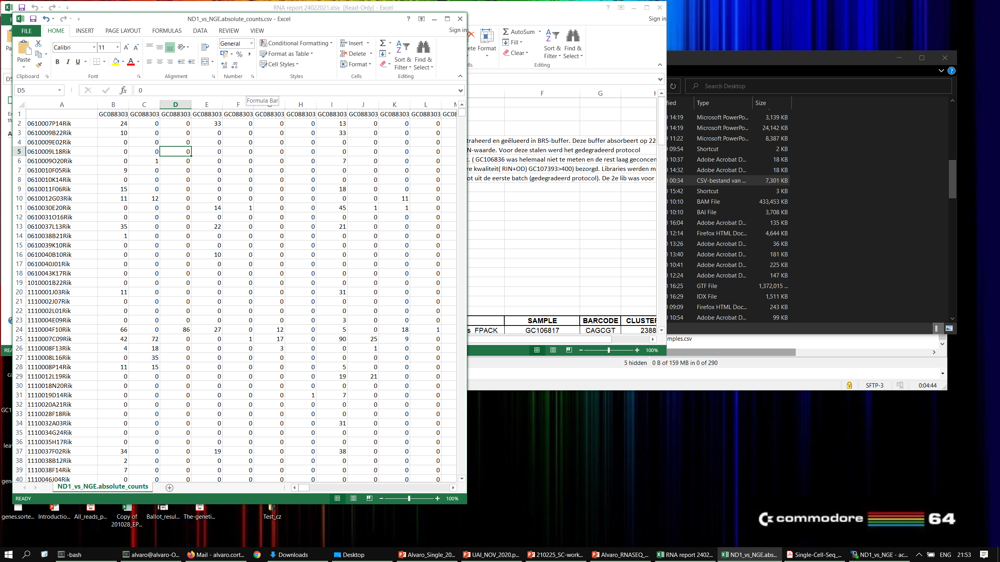 RNA report 24022021.xlsx [Read-Only] - Excel
ND1_vs_NGE.absolute_counts.csv - Excel
Sign in
FILE HOME INSERT PAGE LAYOUT FORMULAS DATA REVIEW VIEW
Sign in
Calibri 11 General
Conditional Formatting Format as Table Cell Styles
Insert Delete Format
Paste
Sort & Filter Find & Select
Clipboard Font Alignment Number Styles Cells Editing
AutoSum Fill Clear
Format
Sort & Filter Find & Select
Editing
D5 0
Formula Bar
A B C D E F G H I J K L
1 GC088303 GC088303 GC088303 GC088303 GC088303 GC088303 GC088303 GC088303 GC088303 GC088303 GC088303
2 0610007P14Rik 24 0 0 33 0 0 0 13 0 0 0
3 0610009B22Rik 10 0 0 0 0 0 0 33 0 0 0
4 0610009E02Rik 0 0 0 0 0 0 0 0 0 0 0
5 0610009L18Rik 0 0 0 0 0 0 0 0 0 0 0
6 0610009O20Rik 0 1 0 0 0 0 0 7 0 0 0
7 0610010F05Rik 9 0 0 0 0 0 0 0 0 0 0
8 0610010K14Rik 0 0 0 0 0 0 0 0 0 0 0
9 0610011F06Rik 15 0 0 0 0 0 0 18 0 0 0
10 0610012G03Rik 11 12 0 0 0 0 0 0 0 11 0
11 0610030E20Rik 0 0 0 14 1 0 0 45 1 1 0
12 0610031O16Rik 0 0 0 0 0 0 0 0 0 0 0
13 0610037L13Rik 35 0 0 22 0 0 0 21 0 0 0
14 0610038B21Rik 1 0 0 0 0 0 0 0 0 0 0
15 0610039K10Rik 0 0 0 0 0 0 0 0 0 0 0
16 0610040B10Rik 0 0 0 10 0 0 0 0 0 0 0
17 0610040J01Rik 0 0 0 0 0 0 0 0 0 0 0
18 0610043K17Rik 0 0 0 0 0 0 0 0 0 0 0
19 1010001B22Rik 0 0 0 0 0 0 0 0 0 0 0
20 1110001J03Rik 11 0 0 0 0 0 0 31 0 0 0
21 1110002J07Rik 0 0 0 0 0 0 0 0 0 0 0
22 1110002L01Rik 0 0 0 0 0 0 0 0 0 0 0
23 1110004E09Rik 0 0 0 0 0 0 0 3 0 0 0
24 1110004F10Rik 66 0 86 27 0 12 0 5 0 18 1
25 1110007C09Rik 42 72 0 0 1 17 0 90 25 9 0
26 1110008F13Rik 4 18 0 0 0 3 0 0 1 0 0
27 1110008L16Rik 0 35 0 0 0 0 0 0 0 0 0
28 1110008P14Rik 11 15 0 0 0 0 0 5 0 0 0
29 1110012L19Rik 0 0 0 0 0 0 0 19 21 0 0
30 1110018N20Rik 0 0 0 0 0 0 0 0 0 0 0
31 1110019D14Rik 0 0 0 0 0 0 1 7 0 0 0
32 1110020A21Rik 0 0 0 0 0 0 0 0 0 0 0
33 1110028F18Rik 0 0 0 0 0 0 0 0 0 0 0
34 1110032A03Rik 0 0 0 0 0 0 0 31 0 0 0
35 1110034G24Rik 0 0 0 0 0 0 0 0 0 0 0
36 1110035H17Rik 0 0 0 0 0 0 0 0 0 0 0
37 1110037F02Rik 34 0 0 19 0 0 0 38 0 0 0
38 1110038B12Rik 2 0 0 0 0 0 0 0 0 0 0
39 1110038F14Rik 7 0 0 0 0 0 0 0 0 0 0
40 1110046J04Rik 0 0 0 0 0 0 0 0 0 0 0
ND1_vs_NGE.absolute_counts
READY 100%
F G
traheerd en geëlueerd in BR5-buffer. Deze buffer absorbeert op 22
N-waarde. Voor deze stalen werd het gedegradeerd protocol
t. ( GC106836 was helemaal niet te meten en de rest laag geconcen
re kwaliteit( RIN+OD) GC107393>400) bezorgd. Libraries werden m
ot uit de eerste batch (gedegradeerd protocol). De 2e lib was voor
SAMPLE BARCODE CLUSTER
s FPACK GC106817 CAGCGT 2388
100%
Search Desktop
fied Type Size
14:19 Microsoft PowerPo... 3,139 KB
14:19 Microsoft PowerPo... 24,142 KB
11:22 Microsoft PowerPo... 8,387 KB
09:54 Shortcut 2 KB
10:37 Adobe Acrobat D... 18 KB
14:32 Adobe Acrobat D... 18 KB
00:34 CSV-bestand van ... 7,301 KB
15:42 Shortcut 3 KB
10:10 BAM File 433,453 KB
10:10 BAI File 3,708 KB
16:04 Adobe Acrobat D... 135 KB
12:14 Firefox HTML Doc... 4,644 KB
13:26 Adobe Acrobat D... 36 KB
13:40 Adobe Acrobat D... 181 KB
10:41 Adobe Acrobat D... 225 KB
12:24 Adobe Acrobat D... 147 KB
16:25 GTF File 1,372,015 ...
16:29 IDX File 1,511 KB
09:09 Firefox HTML Doc... 243 KB
10:54 Adobe Acrobat D... 99 KB
mples.csv
5 hidden 0 B of 159 MB in 0 of 290
SFTP-3 0:04:44
genes.sorte... Introductio... All_reads_p... Copy of 201028_EP... Ballot_resul... The-geneti... Test_cz
commodore 64
-bash alvaro@alvaro-O... Mail - alvaro.cort... Downloads Desktop Alvaro_Single_20... UAI_NOV_2020.p... 210225_SC-work... Alvaro_RNASEQ_... RNA report 2402... ND1_vs_NGE.abs... Single-Cell-Seq_... ND1_vs_NGE - ac... ENG 21:53